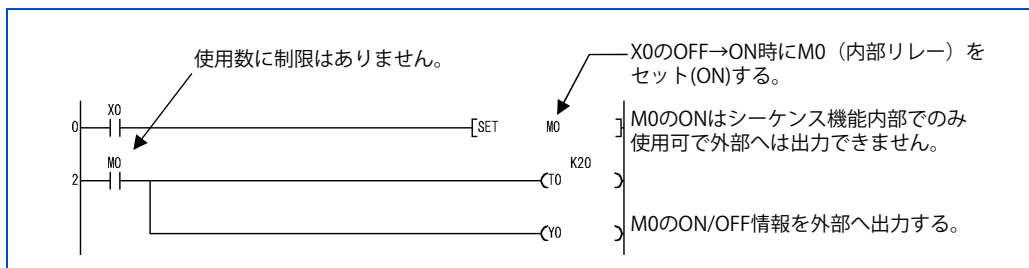 使用数に制限はありません。
X0のOFF→ON時にM0（内部リレー）を
セット(ON)する。
X0
0
[SET M0 ]
M0のONはシーケンス機能内部でのみ
使用可で外部へは出力できません。
M0
K20
2
(T0 )
(Y0 )
M0のON/OFF情報を外部へ出力する。